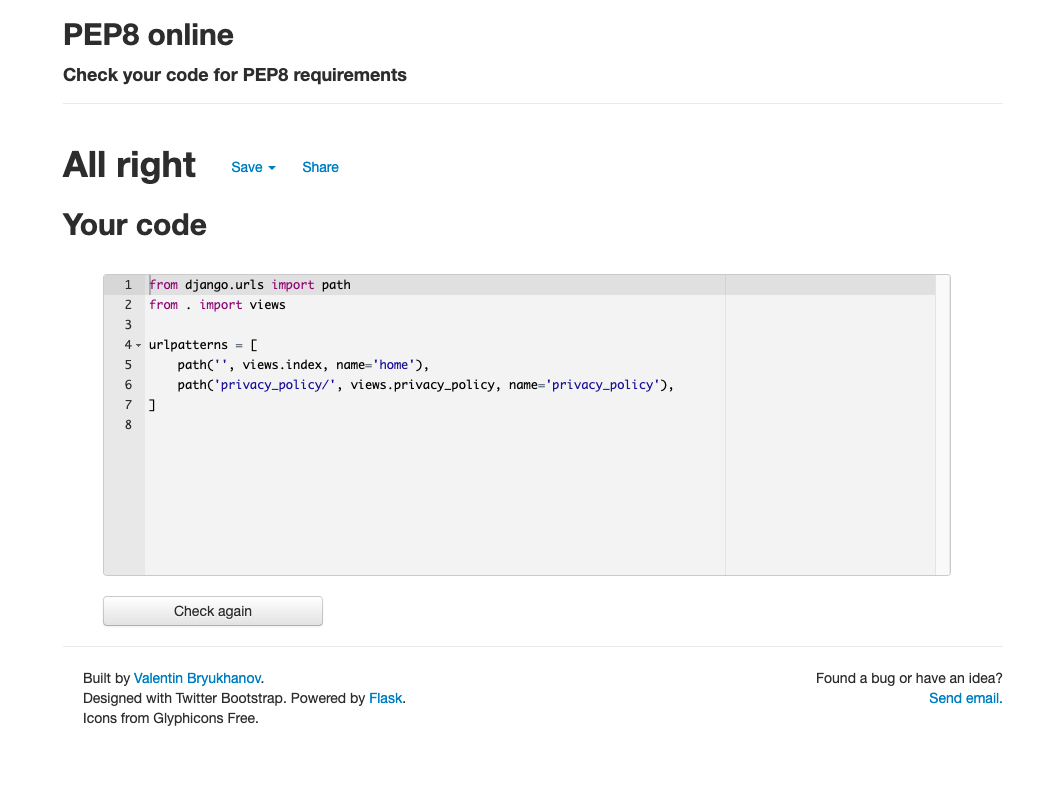 PEP8 online
Check your code for PEP8 requirements
All right Save Share
Your code
1 from django.urls import path
2 from . import views
3
4 urlpatterns = [
5     path('', views.index, name='home'),
6     path('privacy_policy/', views.privacy_policy, name='privacy_policy'),
7 ]
8
Check again
Built by Valentin Bryukhanov.
Designed with Twitter Bootstrap. Powered by Flask.
Icons from Glyphicons Free.
Found a bug or have an idea?
Send email.